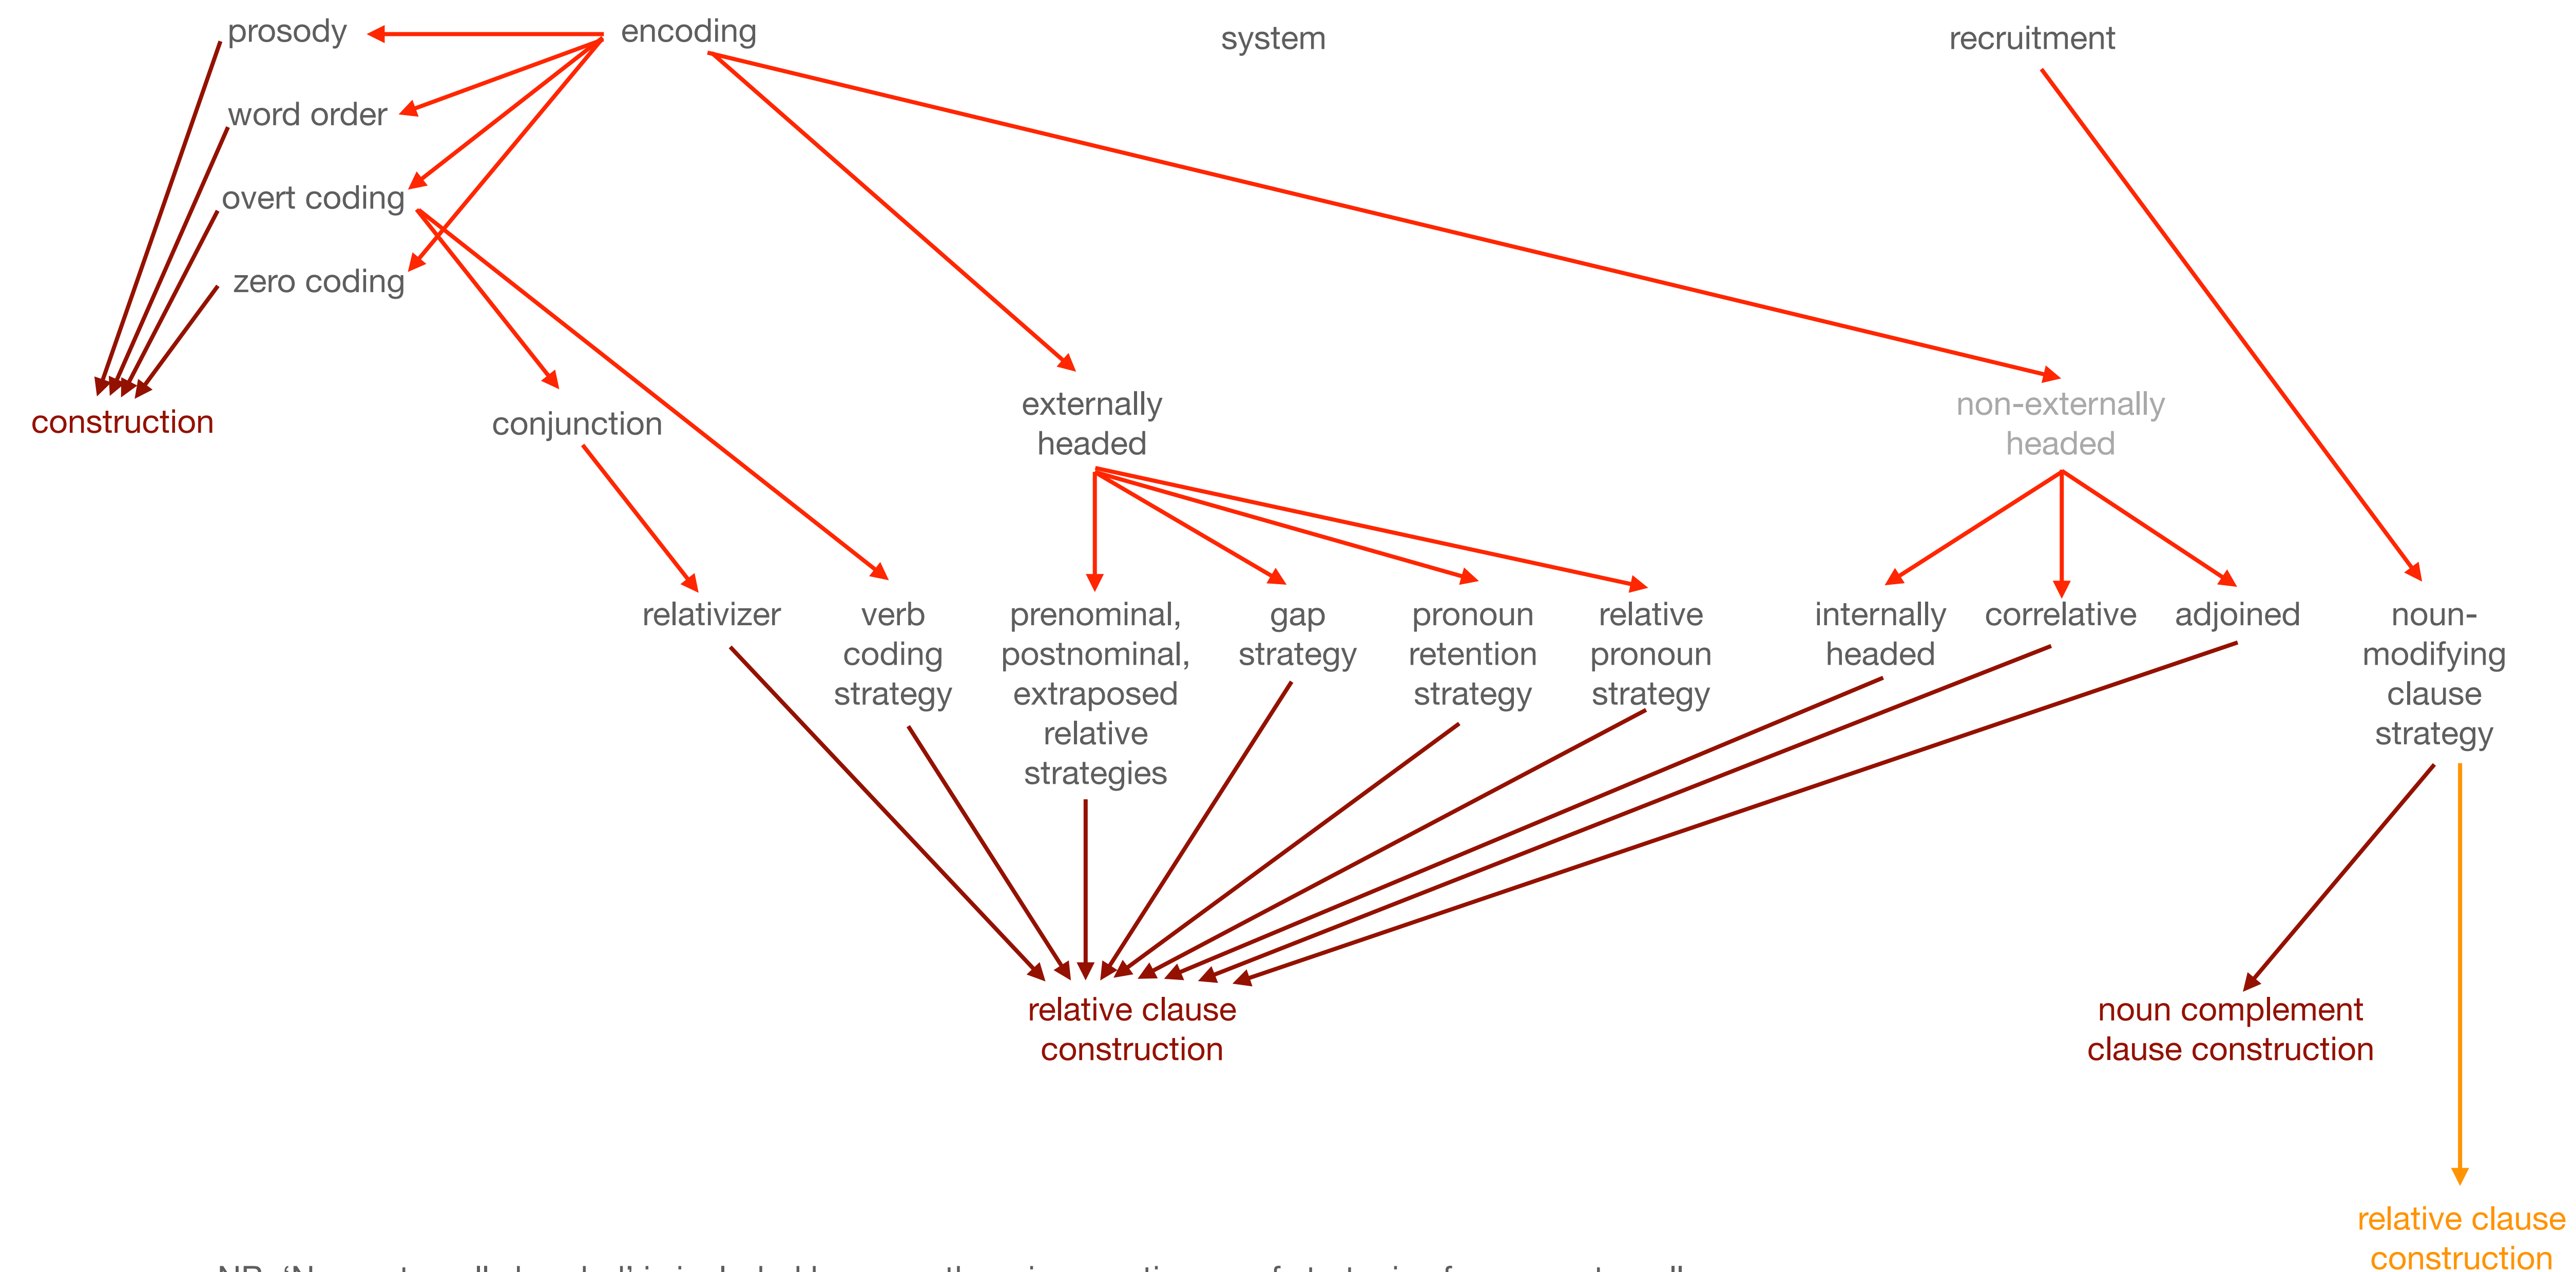 prosody
encoding
system
recruitment
word order
overt coding
zero coding
construction
conjunction
externally
headed
non-externally
headed
relativizer
verb
coding
strategy
prenominal,
postnominal,
extraposed
relative
strategies
gap
strategy
pronoun
retention
strategy
relative
pronoun
strategy
internally
headed
correlative
adjoined
noun-
modifying
clause
strategy
relative clause
construction
noun complement
clause construction
relative clause
construction